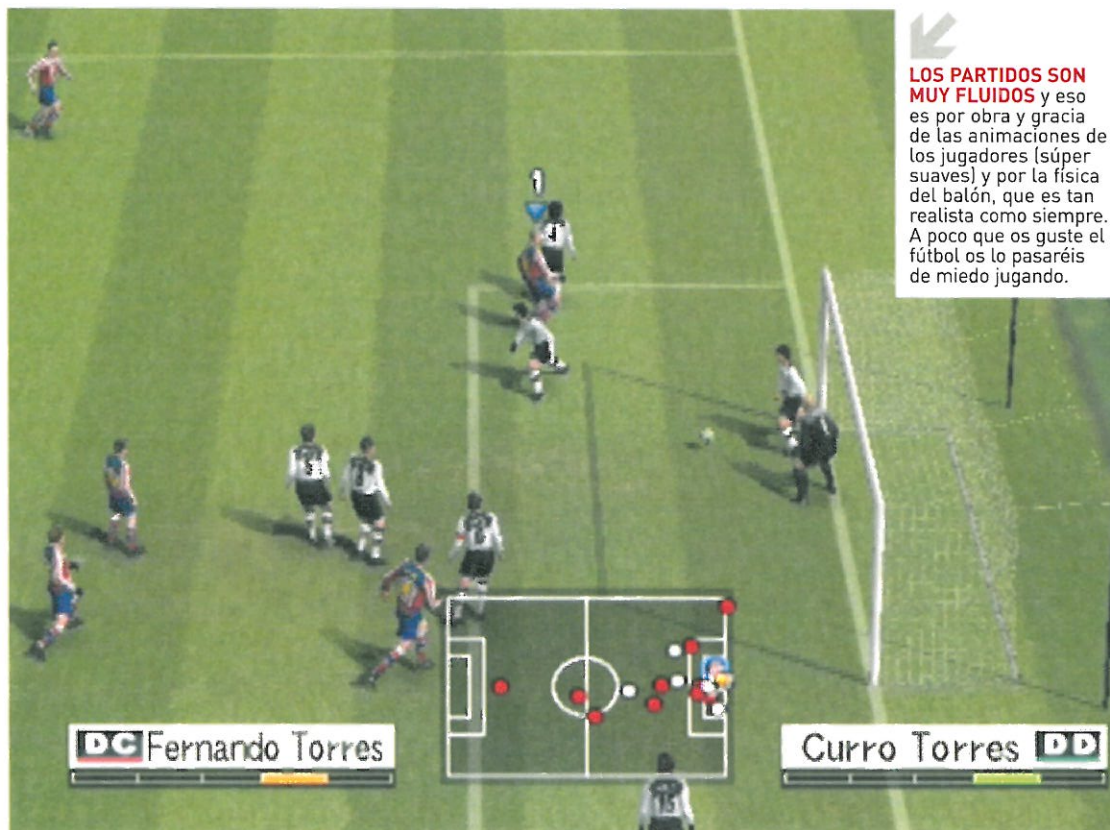 LOS PARTIDOS SON
MUY FLUIDOS y eso
es por obra y gracia
de las animaciones de
los jugadores (súper
suaves) y por la física
del balón, que es tan
realista como siempre.
A poco que os guste el
fútbol os lo pasaréis
de miedo jugando.
DC Fernando Torres
Curro Torres DD
15